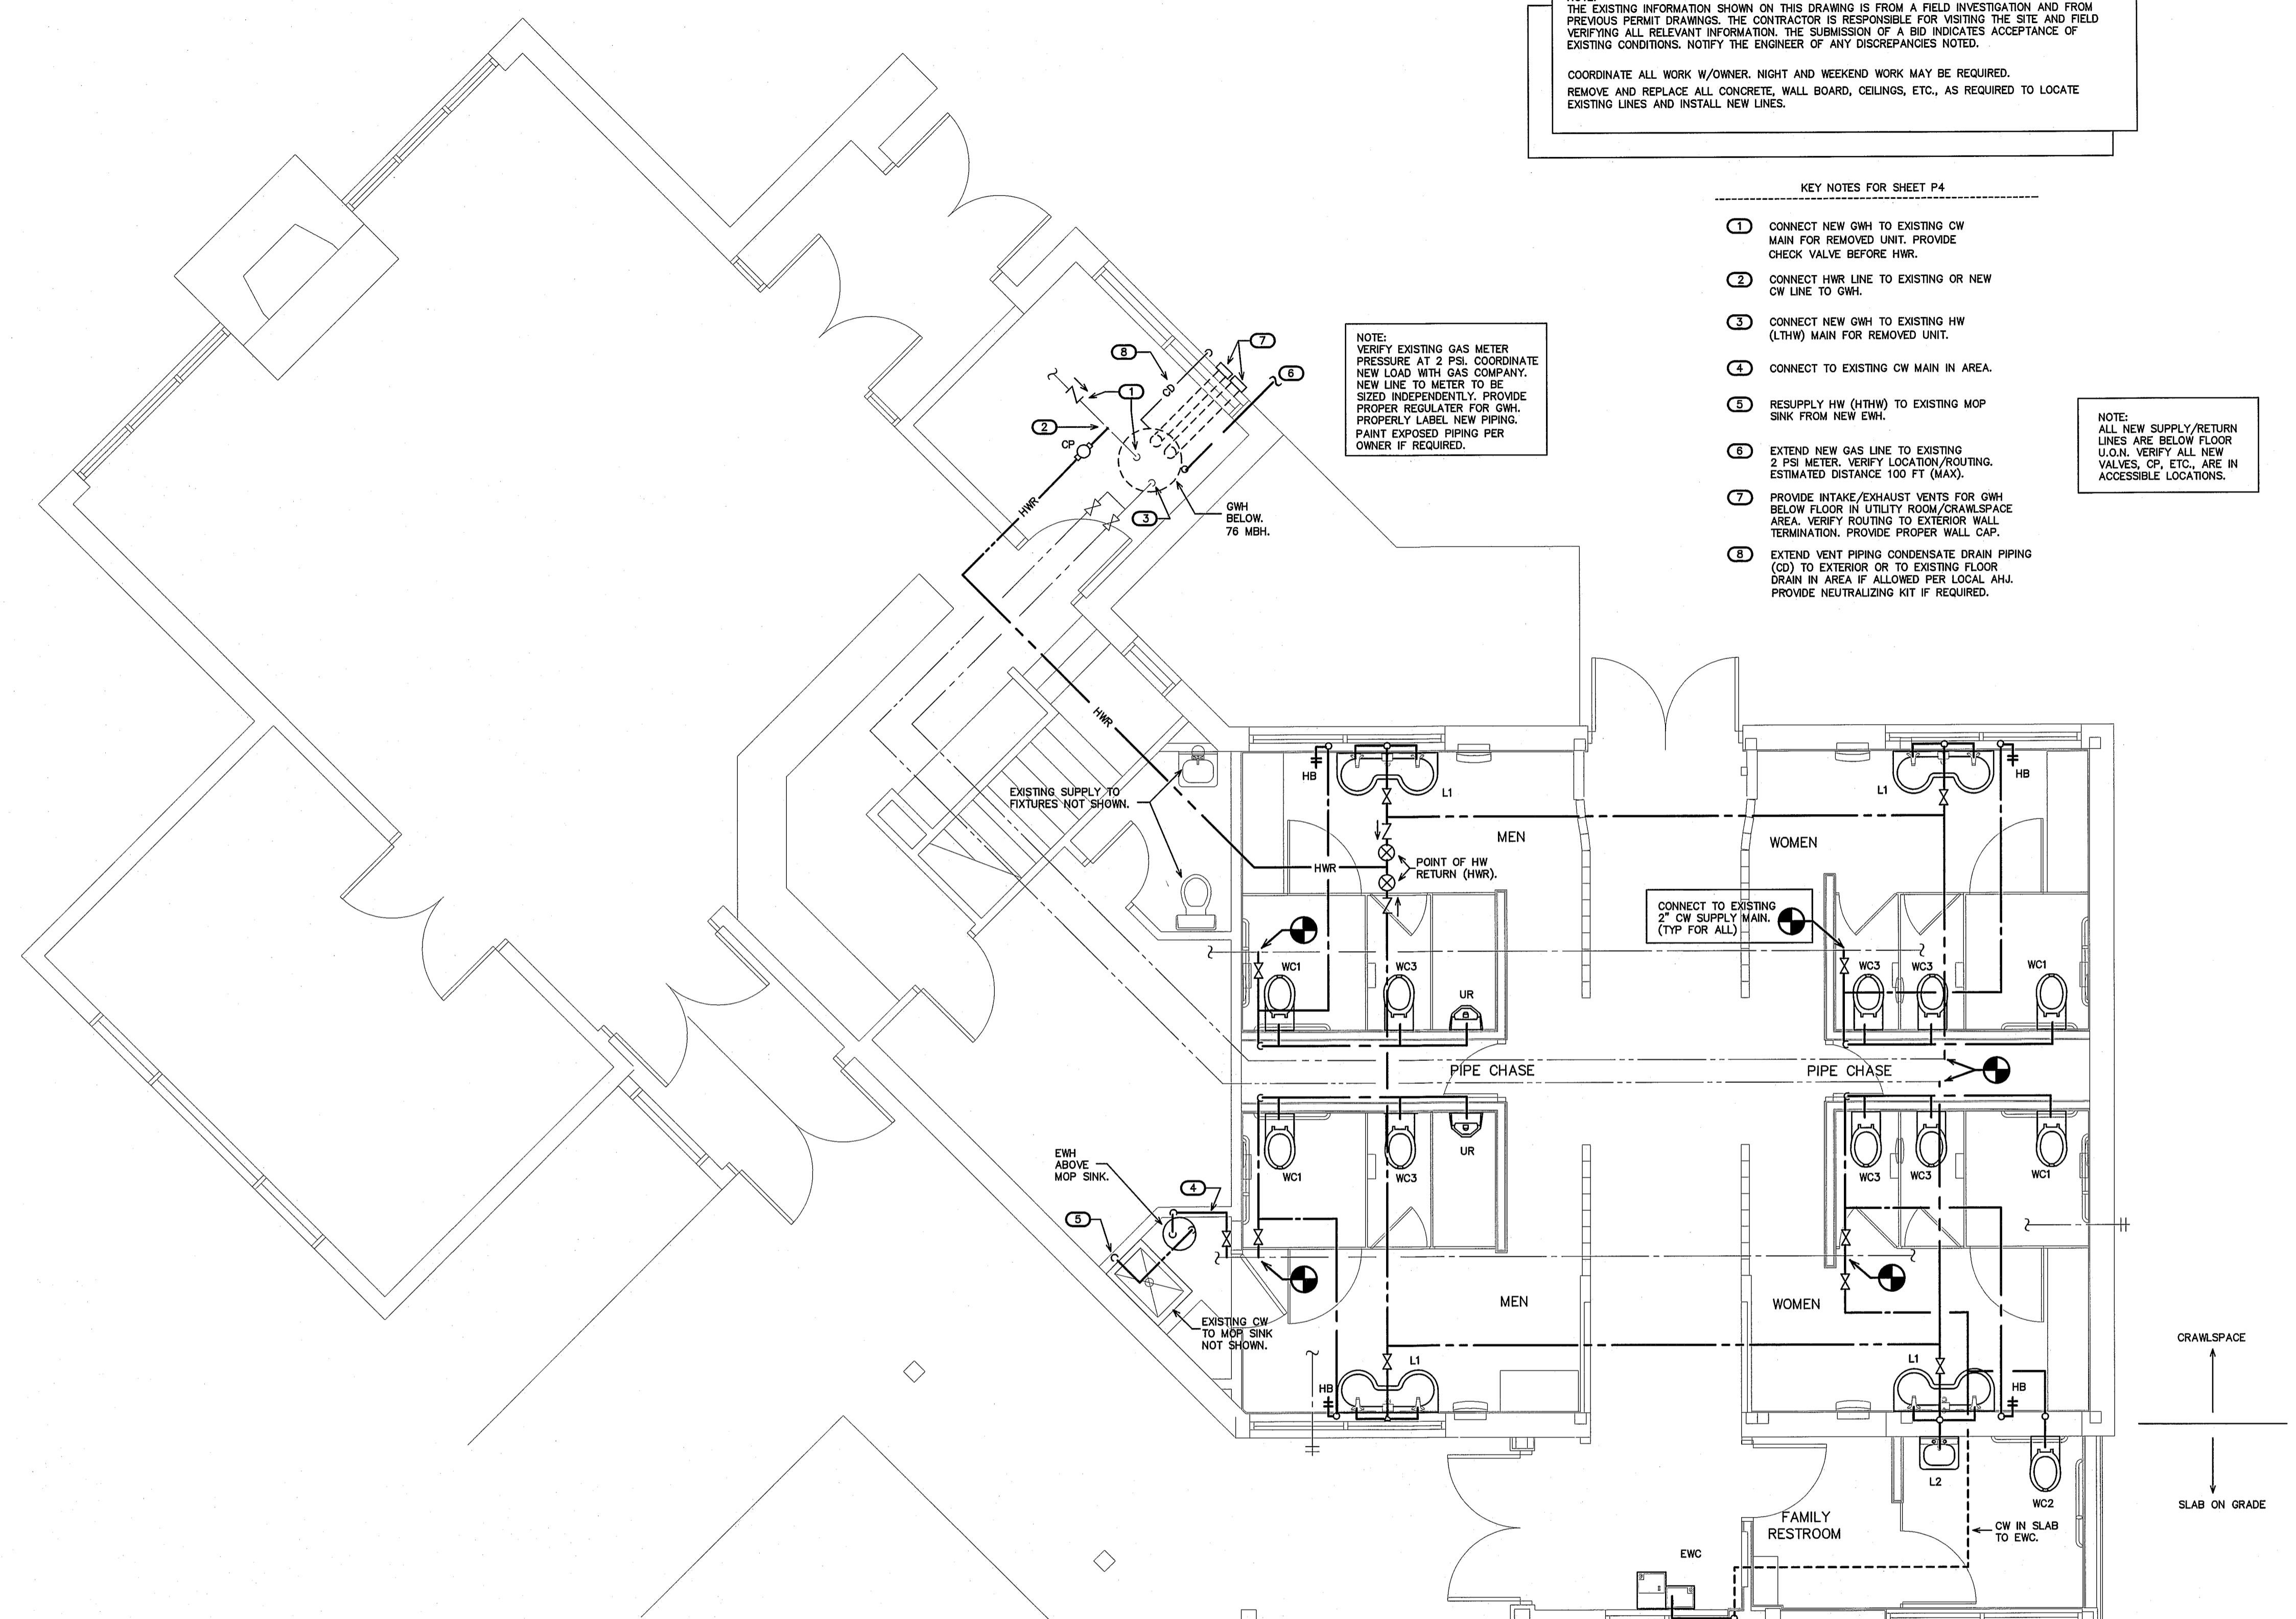 THE EXISTING INFORMATION SHOWN ON THIS DRAWING IS FROM A FIELD INVESTIGATION AND FROM
PREVIOUS PERMIT DRAWINGS. THE CONTRACTOR IS RESPONSIBLE FOR VISITING THE SITE AND FIELD
VERIFYING ALL RELEVANT INFORMATION. THE SUBMISSION OF A BID INDICATES ACCEPTANCE OF
EXISTING CONDITIONS. NOTIFY THE ENGINEER OF ANY DISCREPANCIES NOTED.
COORDINATE ALL WORK W/OWNER. NIGHT AND WEEKEND WORK MAY BE REQUIRED.
REMOVE AND REPLACE ALL CONCRETE, WALL BOARD, CEILINGS, ETC., AS REQUIRED TO LOCATE
EXISTING LINES AND INSTALL NEW LINES.
KEY NOTES FOR SHEET P4
1 CONNECT NEW GWH TO EXISTING CW
MAIN FOR REMOVED UNIT. PROVIDE
CHECK VALVE BEFORE HWR.
2 CONNECT HWR LINE TO EXISTING OR NEW
CW LINE TO GWH.
3 CONNECT NEW GWH TO EXISTING HW
(LTHW) MAIN FOR REMOVED UNIT.
4 CONNECT TO EXISTING CW MAIN IN AREA.
5 RESUPPLY HW (HTHW) TO EXISTING MOP
SINK FROM NEW EWH.
6 EXTEND NEW GAS LINE TO EXISTING
2 PSI METER. VERIFY LOCATION/ROUTING.
ESTIMATED DISTANCE 100 FT (MAX).
7 PROVIDE INTAKE/EXHAUST VENTS FOR GWH
BELOW FLOOR IN UTILITY ROOM/CRAWLSPACE
AREA. VERIFY ROUTING TO EXTERIOR WALL
TERMINATION. PROVIDE PROPER WALL CAP.
8 EXTEND VENT PIPING CONDENSATE DRAIN PIPING
(CD) TO EXTERIOR OR TO EXISTING FLOOR
DRAIN IN AREA IF ALLOWED PER LOCAL AHJ.
PROVIDE NEUTRALIZING KIT IF REQUIRED.
NOTE:
VERIFY EXISTING GAS METER
PRESSURE AT 2 PSI. COORDINATE
NEW LOAD WITH GAS COMPANY.
NEW LINE TO METER TO BE
SIZED INDEPENDENTLY. PROVIDE
PROPER REGULATER FOR GWH.
PROPERLY LABEL NEW PIPING.
PAINT EXPOSED PIPING PER
OWNER IF REQUIRED.
NOTE:
ALL NEW SUPPLY/RETURN
LINES ARE BELOW FLOOR
U.O.N. VERIFY ALL NEW
VALVES, CP, ETC., ARE IN
ACCESSIBLE LOCATIONS.
7
8
6
1
CD
2
CP
HWR
3
GWH
BELOW.
76 MBH.
HWR
EXISTING SUPPLY TO
FIXTURES NOT SHOWN.
HB
L1
L1
HB
MEN
WOMEN
HWR
POINT OF HW
RETURN (HWR).
CONNECT TO EXISTING
2" CW SUPPLY MAIN.
(TYP FOR ALL)
WC1
WC3
UR
WC3
WC3
WC1
PIPE CHASE
PIPE CHASE
WC1
WC3
UR
WC3
WC3
WC1
EWH
ABOVE
MOP SINK.
4
5
MEN
WOMEN
EXISTING CW
TO MOP SINK
NOT SHOWN.
HB
L1
L1
HB
CRAWLSPACE
SLAB ON GRADE
L2
WC2
FAMILY
RESTROOM
CW IN SLAB
TO EWC.
EWC